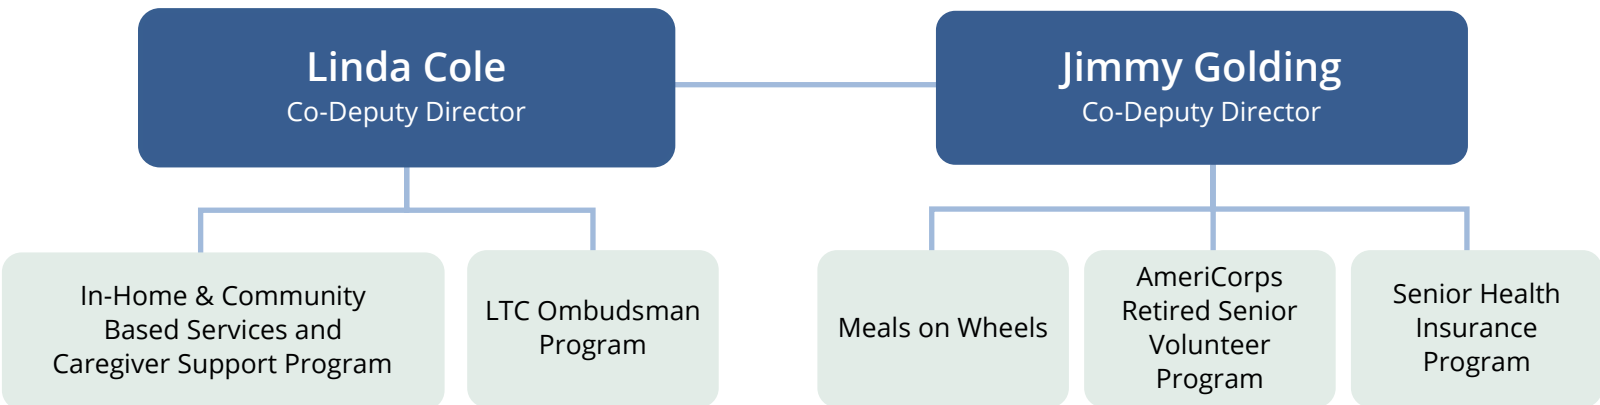 Linda Cole
Co-Deputy Director
Jimmy Golding
Co-Deputy Director
In-Home & Community
Based Services and
Caregiver Support Program
LTC Ombudsman
Program
Meals on Wheels
AmeriCorps
Retired Senior
Volunteer
Program
Senior Health
Insurance
Program